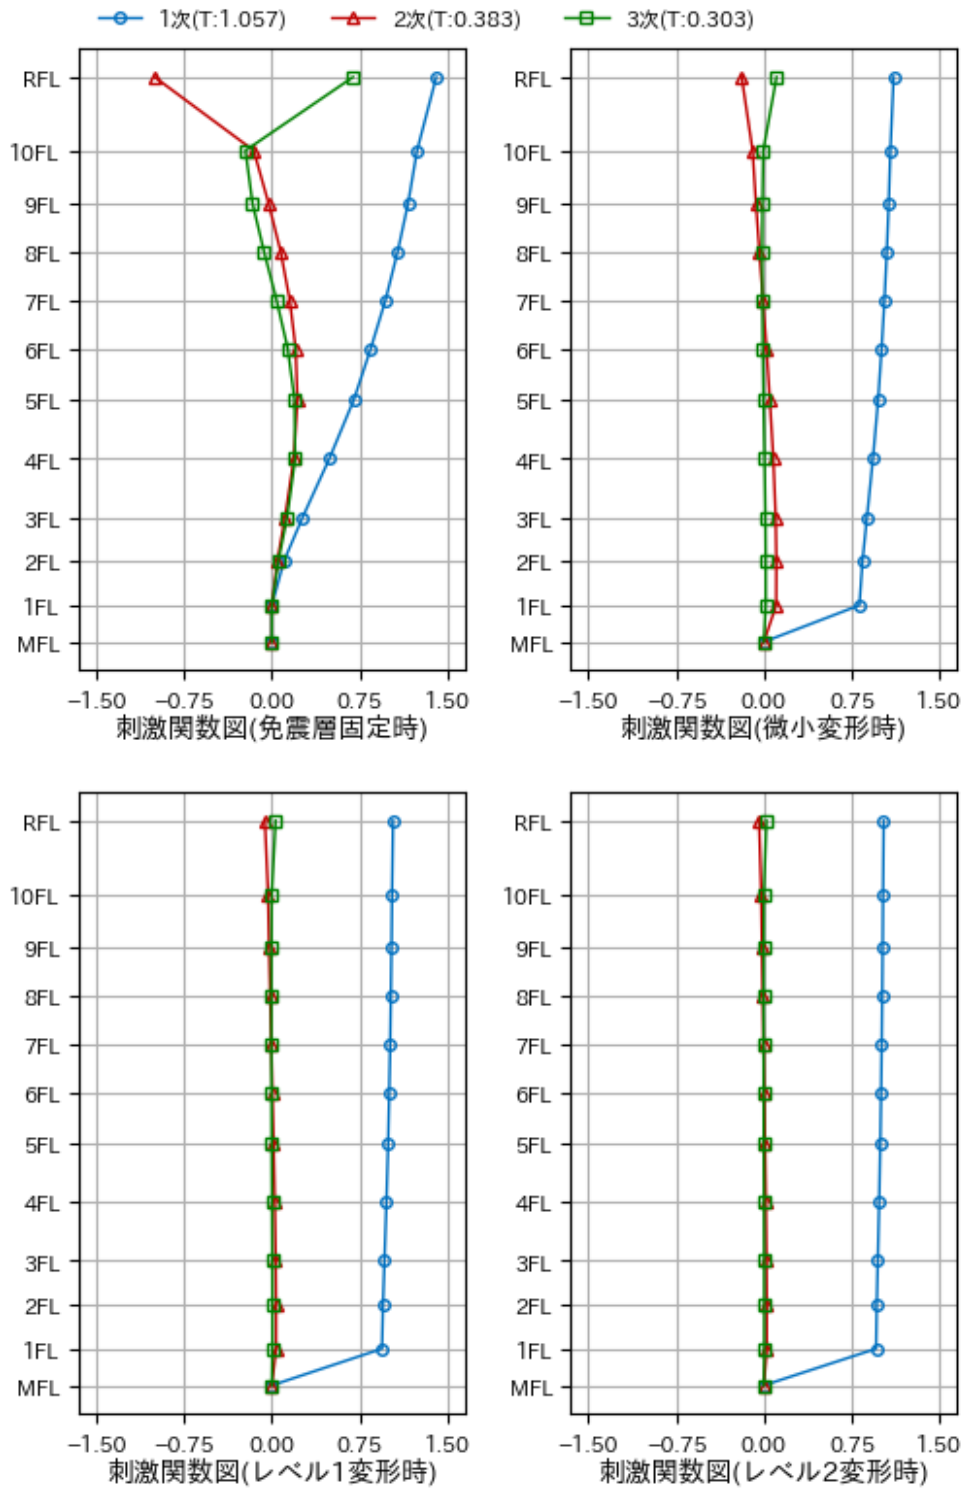 1次(T:1.057) 2次(T:0.383) 3次(T:0.303)
RFL RFL
10FL 10FL
9FL 9FL
8FL 8FL
7FL 7FL
6FL 6FL
5FL 5FL
4FL 4FL
3FL 3FL
2FL 2FL
1FL 1FL
MFL MFL
−1.50 −0.75 0.00 0.75 1.50 −1.50 −0.75 0.00 0.75 1.50
刺激関数図(免震層固定時) 刺激関数図(微小変形時)
RFL RFL
10FL 10FL
9FL 9FL
8FL 8FL
7FL 7FL
6FL 6FL
5FL 5FL
4FL 4FL
3FL 3FL
2FL 2FL
1FL 1FL
MFL MFL
−1.50 −0.75 0.00 0.75 1.50 −1.50 −0.75 0.00 0.75 1.50
刺激関数図(レベル1変形時) 刺激関数図(レベル2変形時)